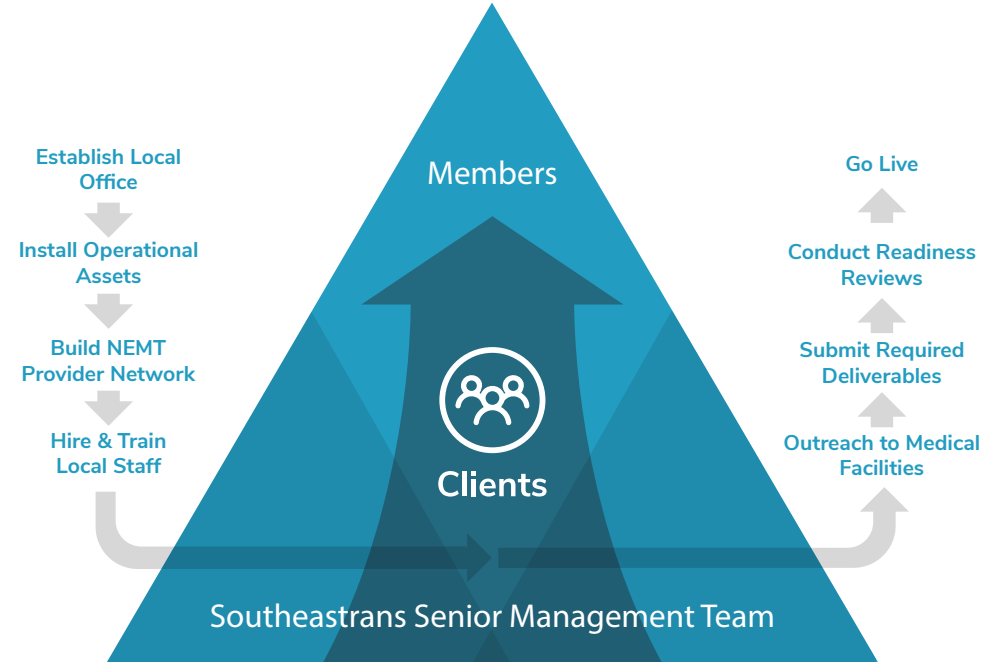 Establish Local
Office
Install Operational
Assets
Build NEMT
Provider Network
Hire & Train
Local Staff
Members
Clients
Southeastrans Senior Management Team
Go Live
Conduct Readiness
Reviews
Submit Required
Deliverables
Outreach to Medical
Facilities